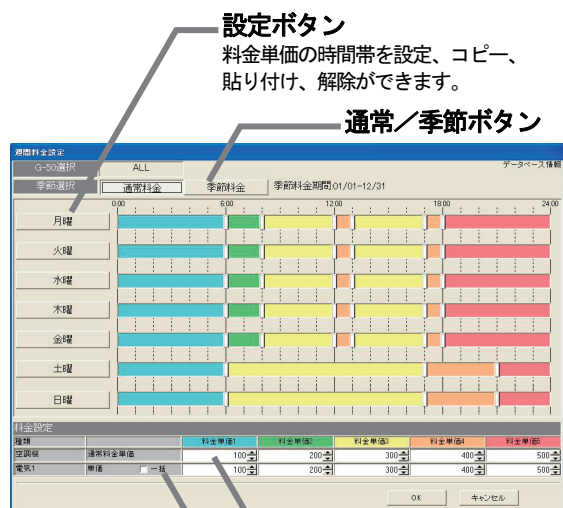 設定ボタン
料金単価の時間帯を設定、コピー、
貼り付け、解除ができます。
通常／季節ボタン
週間料金設定
G-50選択 ALL データベース情報
季節選択 通常料金 季節料金 季節料金期間:01/01-12/31
0:00 6:00 12:00 18:00 24:00
月曜
火曜
水曜
木曜
金曜
土曜
日曜
料金設定
種類 料金単価1 料金単価2 料金単価3 料金単価4 料金単価5
空調機 通常料金単価 100 200 300 400 500
電気1 単価 一括 100 200 300 400 500
OK キャンセル